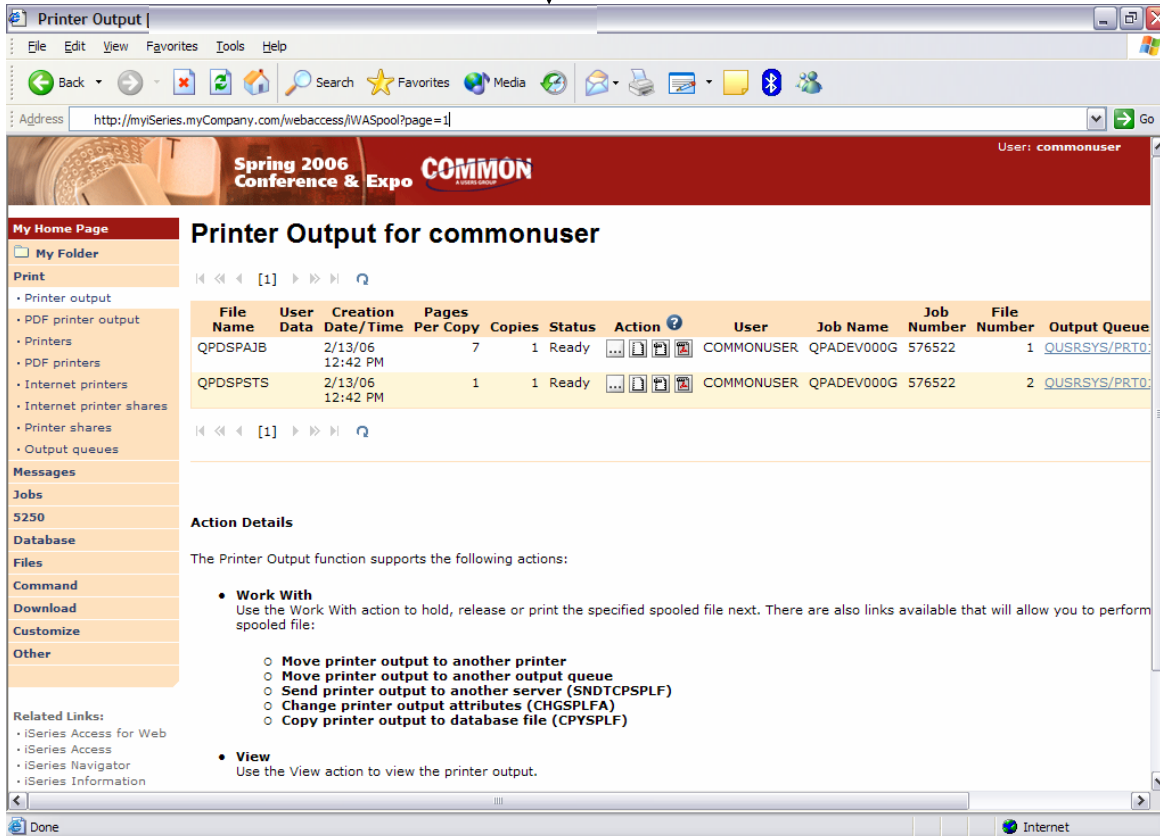 Printer Output |
File Edit View Favorites Tools Help
Back Search Favorites Media
Address http://myiSeries.myCompany.com/webaccess/iWASpool?page=1 Go
Spring 2006
Conference & Expo COMMON
A USERS GROUP
User: commonuser
My Home Page
My Folder
Print
• Printer output
• PDF printer output
• Printers
• PDF printers
• Internet printers
• Internet printer shares
• Printer shares
• Output queues
Messages
Jobs
5250
Database
Files
Command
Download
Customize
Other
Related Links:
• iSeries Access for Web
• iSeries Access
• iSeries Navigator
• iSeries Information
Printer Output for commonuser
[1]
File Name User Data Creation Date/Time Pages Per Copy Copies Status Action ? User Job Name Job Number File Number Output Queue
QPDSPAJB 2/13/06 12:42 PM 7 1 Ready ... COMMONUSER QPADEV000G 576522 1 QUSRSYS/PRT01
QPDSPSTS 2/13/06 12:42 PM 1 1 Ready ... COMMONUSER QPADEV000G 576522 2 QUSRSYS/PRT01
[1]
Action Details
The Printer Output function supports the following actions:
• Work With
Use the Work With action to hold, release or print the specified spooled file next. There are also links available that will allow you to perform
spooled file:
o Move printer output to another printer
o Move printer output to another output queue
o Send printer output to another server (SNDTCPSPLF)
o Change printer output attributes (CHGSPLFA)
o Copy printer output to database file (CPYSPLF)
• View
Use the View action to view the printer output.
Done Internet